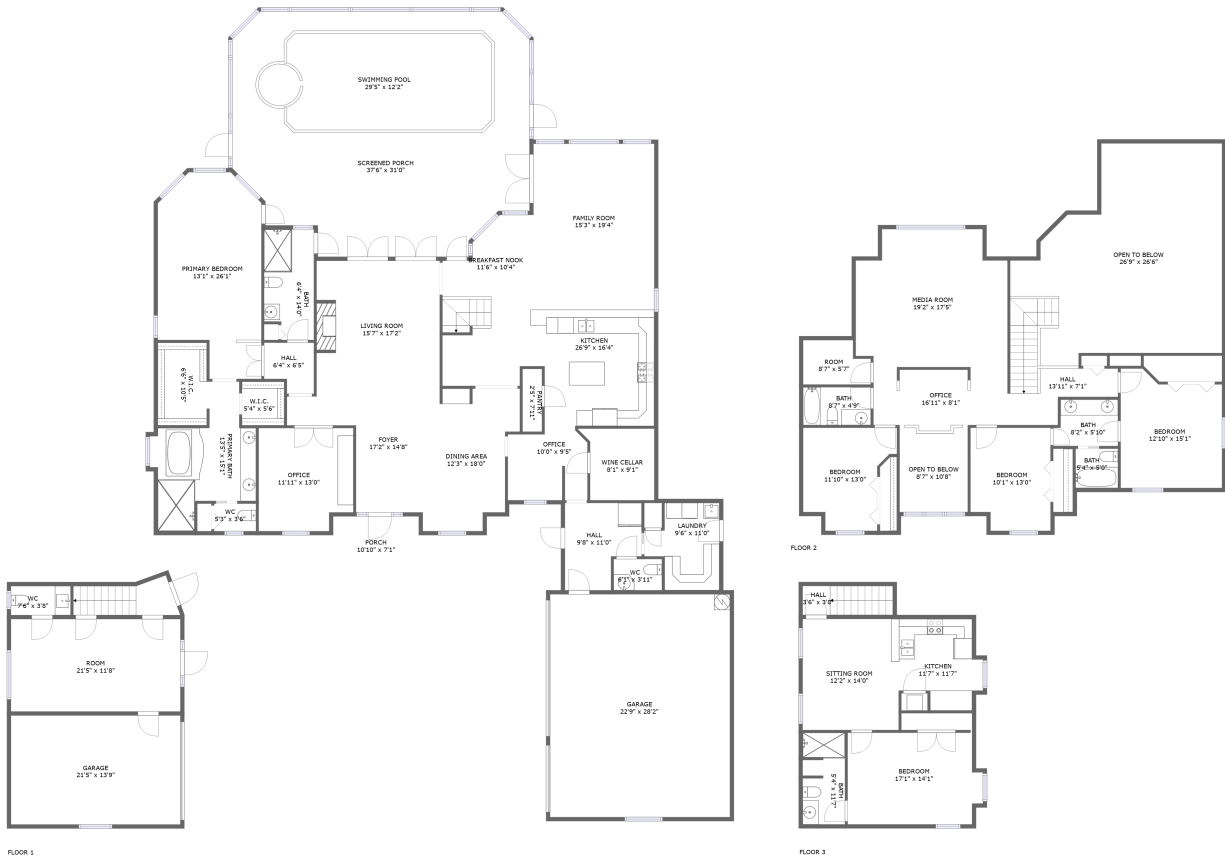 SWIMMING POOL
29'5" x 12'2"
SCREENED PORCH
37'6" x 31'0"
FAMILY ROOM
15'3" x 19'4"
BREAKFAST NOOK
11'6" x 10'4"
PRIMARY BEDROOM
13'1" x 26'1"
BATH
6'4" x 14'0"
LIVING ROOM
15'7" x 17'2"
KITCHEN
26'9" x 16'4"
HALL
6'4" x 6'5"
W.I.C.
6'6" x 10'5"
W.I.C.
5'4" x 5'6"
PANTRY
2'5" x 7'11"
PRIMARY BATH
13'5" x 15'1"
OFFICE
11'11" x 13'0"
FOYER
17'2" x 14'8"
DINING AREA
12'3" x 18'0"
OFFICE
10'0" x 9'5"
WINE CELLAR
8'1" x 9'1"
WC
5'3" x 3'6"
PORCH
10'10" x 7'1"
HALL
9'8" x 11'0"
LAUNDRY
9'6" x 11'0"
WC
6'1" x 3'11"
GARAGE
22'9" x 28'2"
WC
7'6" x 3'8"
ROOM
21'5" x 11'8"
GARAGE
21'5" x 13'9"
FLOOR 1
OPEN TO BELOW
26'9" x 26'6"
MEDIA ROOM
19'2" x 17'5"
ROOM
8'7" x 5'7"
HALL
13'11" x 7'1"
BATH
8'7" x 4'9"
OFFICE
16'11" x 8'1"
BATH
8'2" x 5'10"
BEDROOM
12'10" x 15'1"
BATH
5'4" x 5'0"
BEDROOM
11'10" x 13'0"
OPEN TO BELOW
8'7" x 10'8"
BEDROOM
10'1" x 13'0"
FLOOR 2
HALL
3'6" x 3'8"
SITTING ROOM
12'2" x 14'0"
KITCHEN
11'7" x 11'7"
BEDROOM
17'1" x 14'1"
BATH
5'4" x 11'7"
FLOOR 3